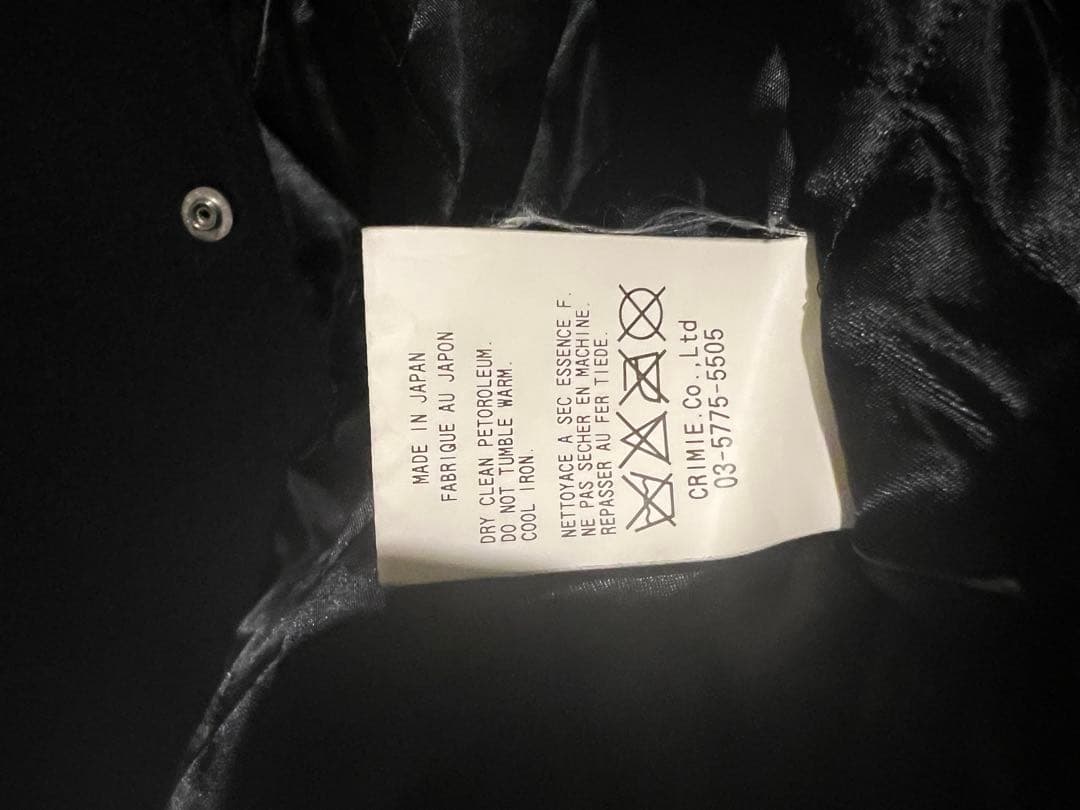 MADE IN JAPAN
FABRIQUE AU JAPON
DRY CLEAN PETOROLEUM.
DO NOT TUMBLE WARM.
COOL IRON.
NETTOYACE A SEC ESSENCE F.
NE PAS SECHER EN MACHINE.
REPASSER AU FER TIEDE.
CRIMIE.Co.,Ltd
03-5775-5505